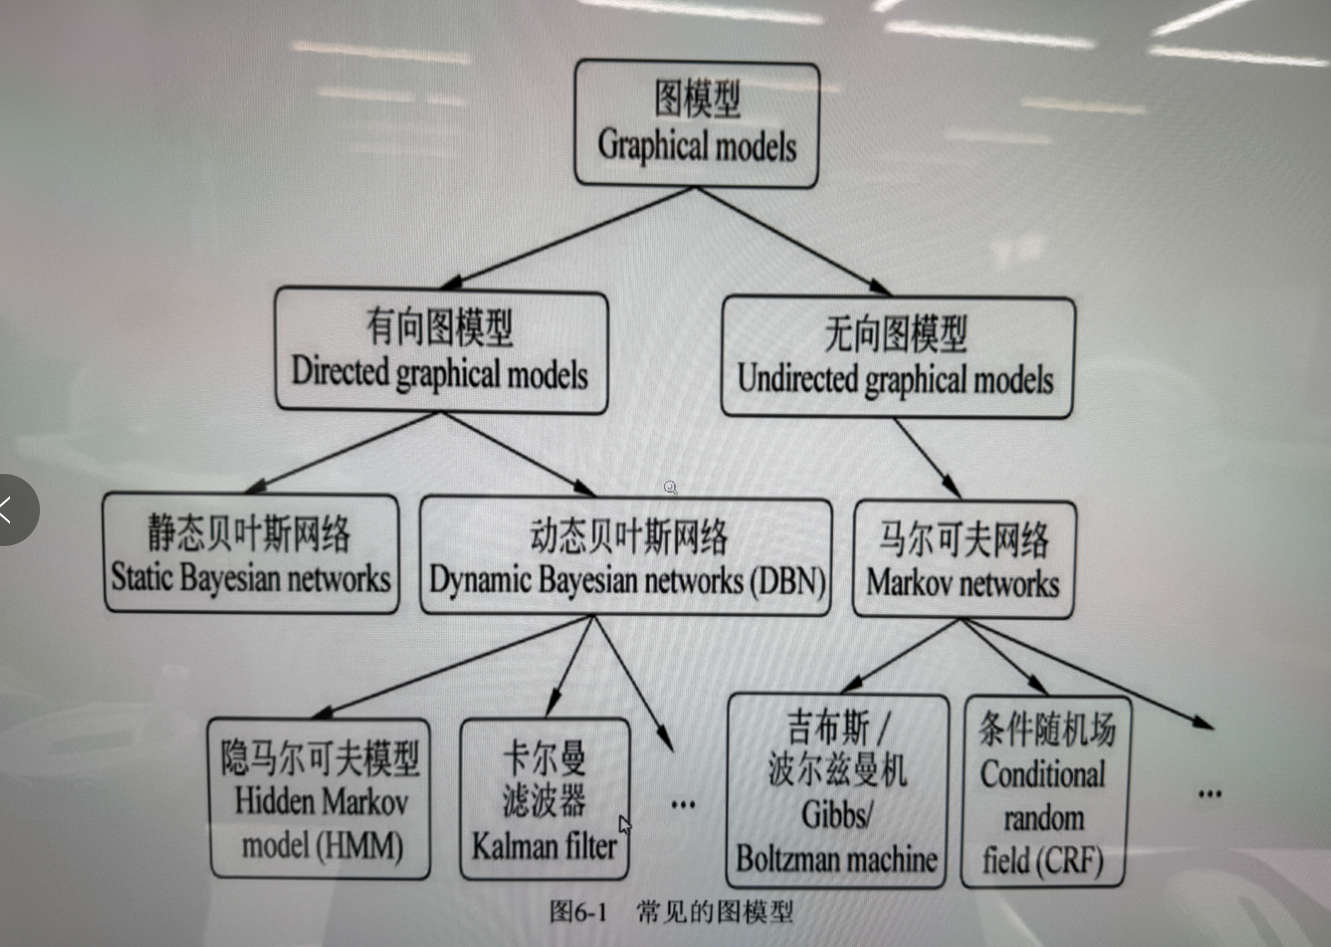 图模型
Graphical models
有向图模型
Directed graphical models
无向图模型
Undirected graphical models
静态贝叶斯网络
Static Bayesian networks
动态贝叶斯网络
Dynamic Bayesian networks (DBN)
马尔可夫网络
Markov networks
隐马尔可夫模型
Hidden Markov
model (HMM)
卡尔曼
滤波器
Kalman filter
...
吉布斯 /
波尔兹曼机
Gibbs/
Boltzman machine
条件随机场
Conditional
random
field (CRF)
...
图6-1 常见的图模型